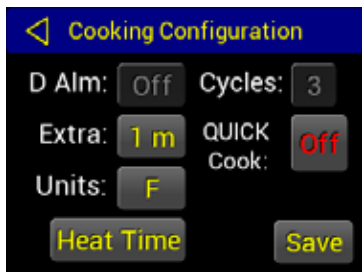 Cooking Configuration
D Alm: Off Cycles: 3
Extra: 1 m QUICK Cook: Off
Units: F
Heat Time Save